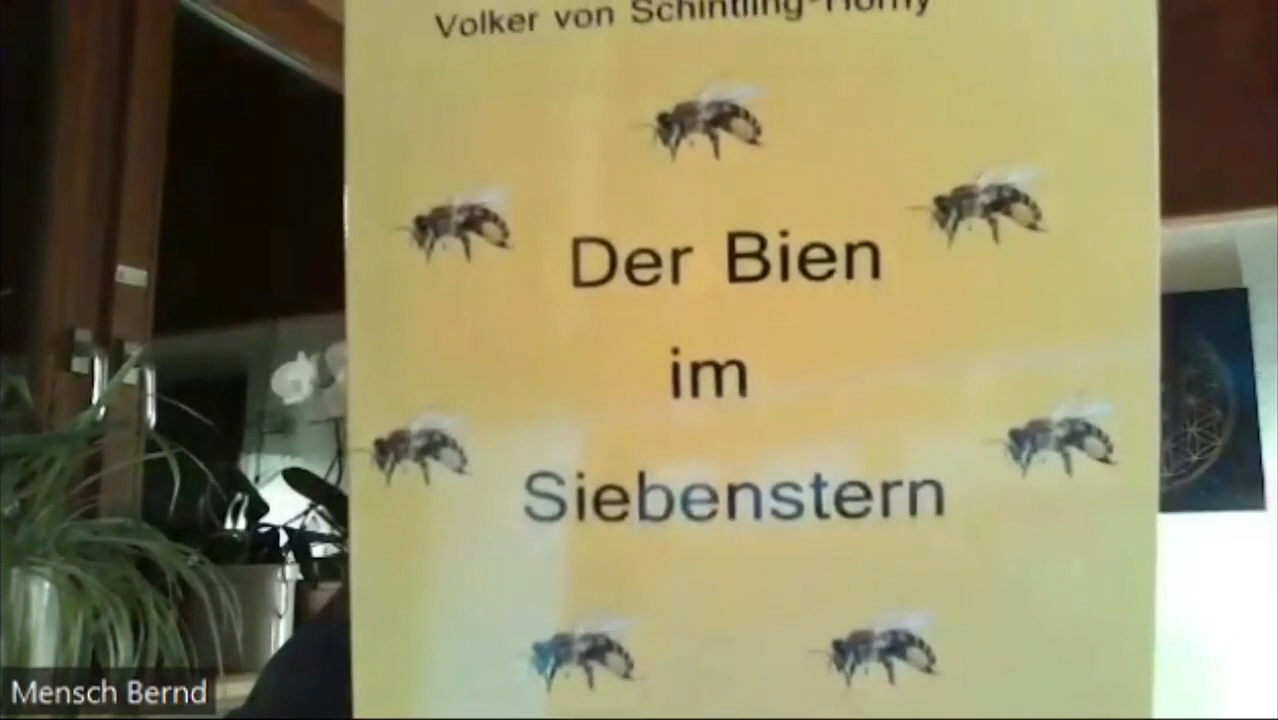 Volker von Schintling-Horny
Der Bien
im
Siebenstern
Mensch Bernd